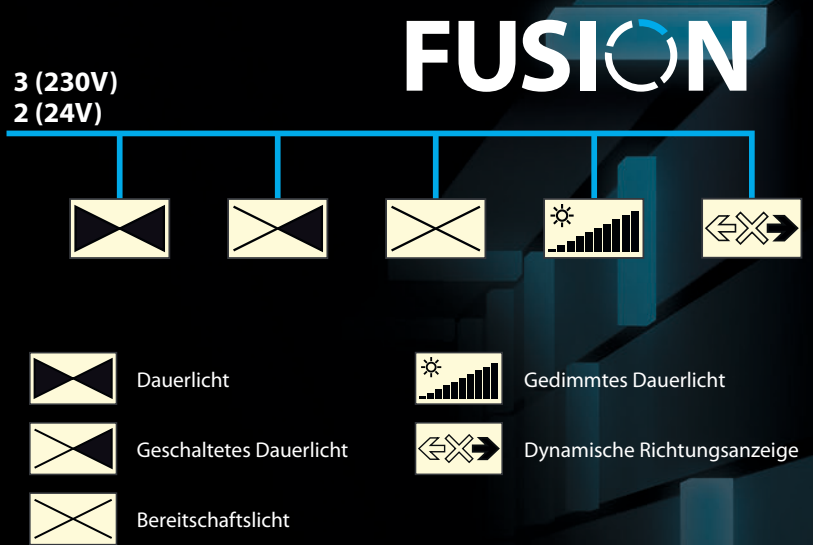 FUSION
3 (230V)
2 (24V)
Dauerlicht
Geschaltetes Dauerlicht
Bereitschaftslicht
Gedimmtes Dauerlicht
Dynamische Richtungsanzeige